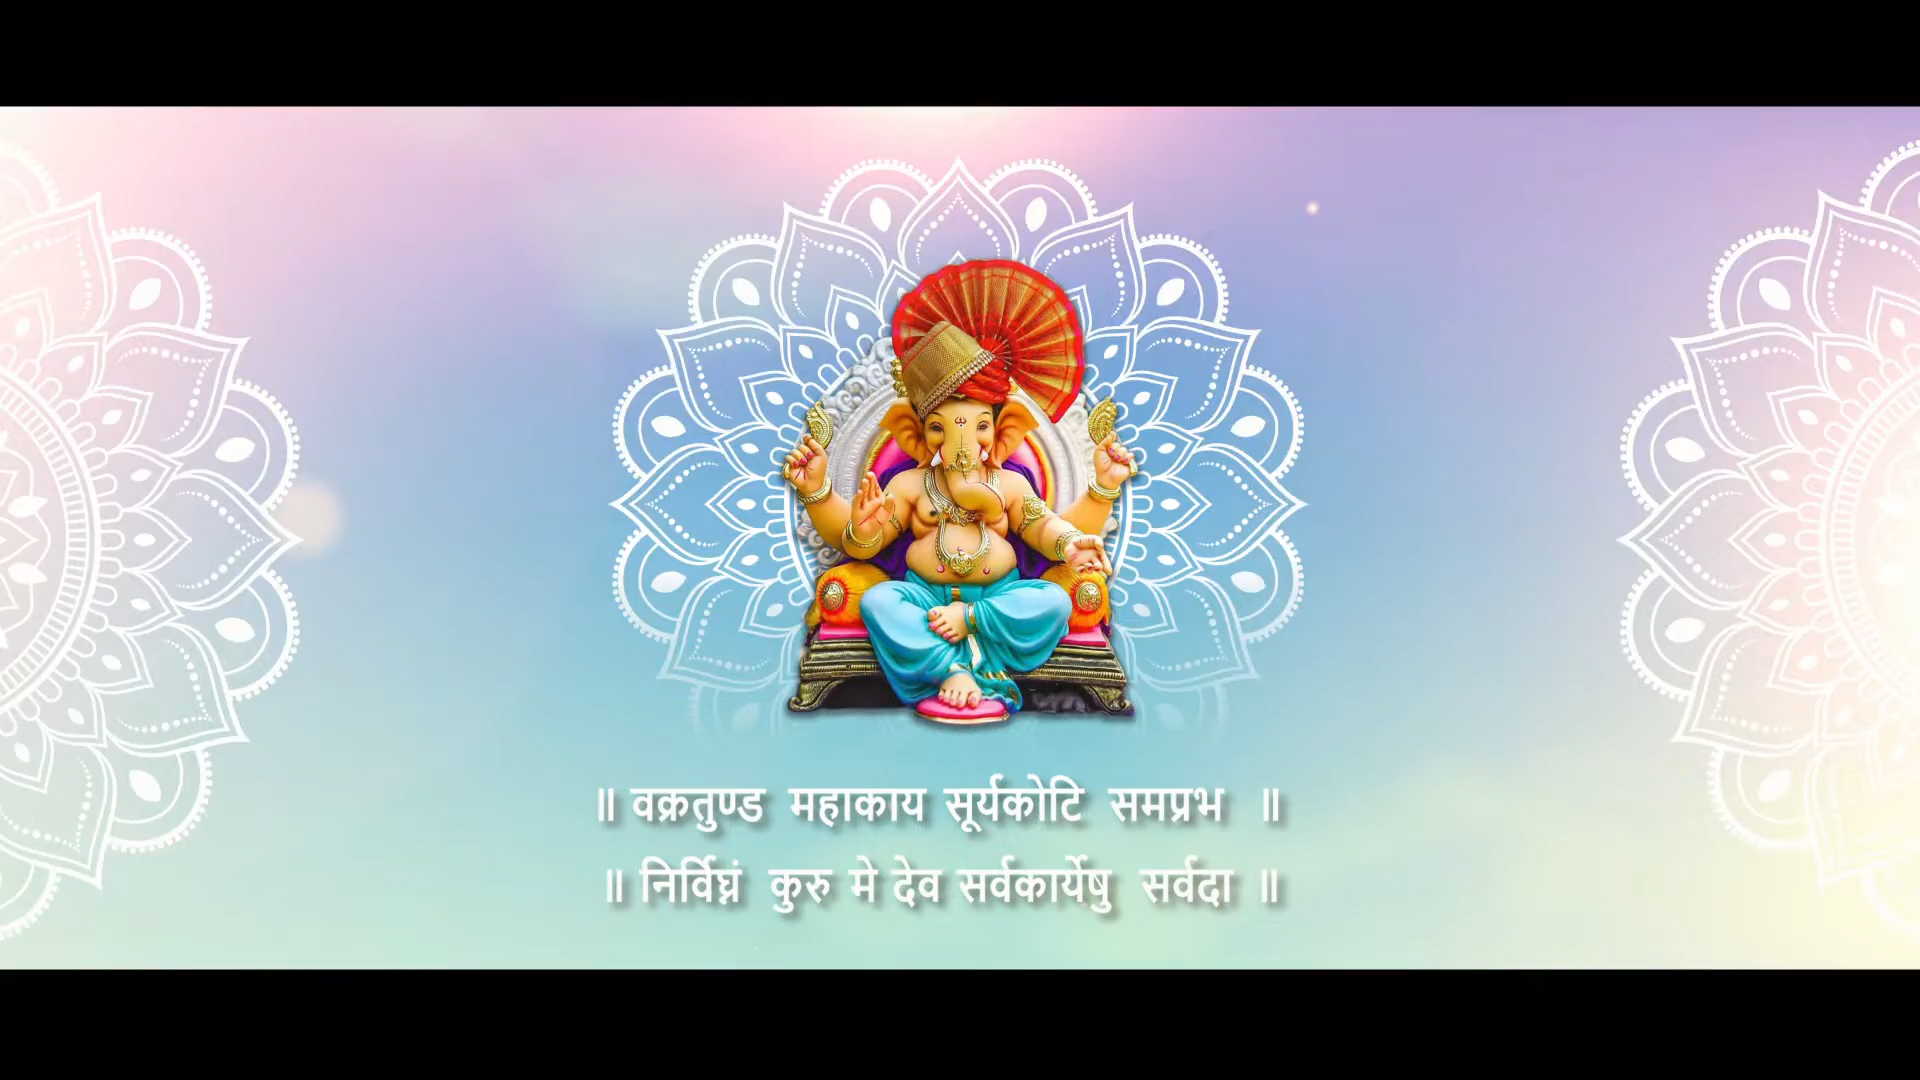 ॥ वक्रतुण्ड महाकाय सूर्यकोटि समप्रभ ॥
॥ निर्विघ्नं कुरु मे देव सर्वकार्येषु सर्वदा ॥